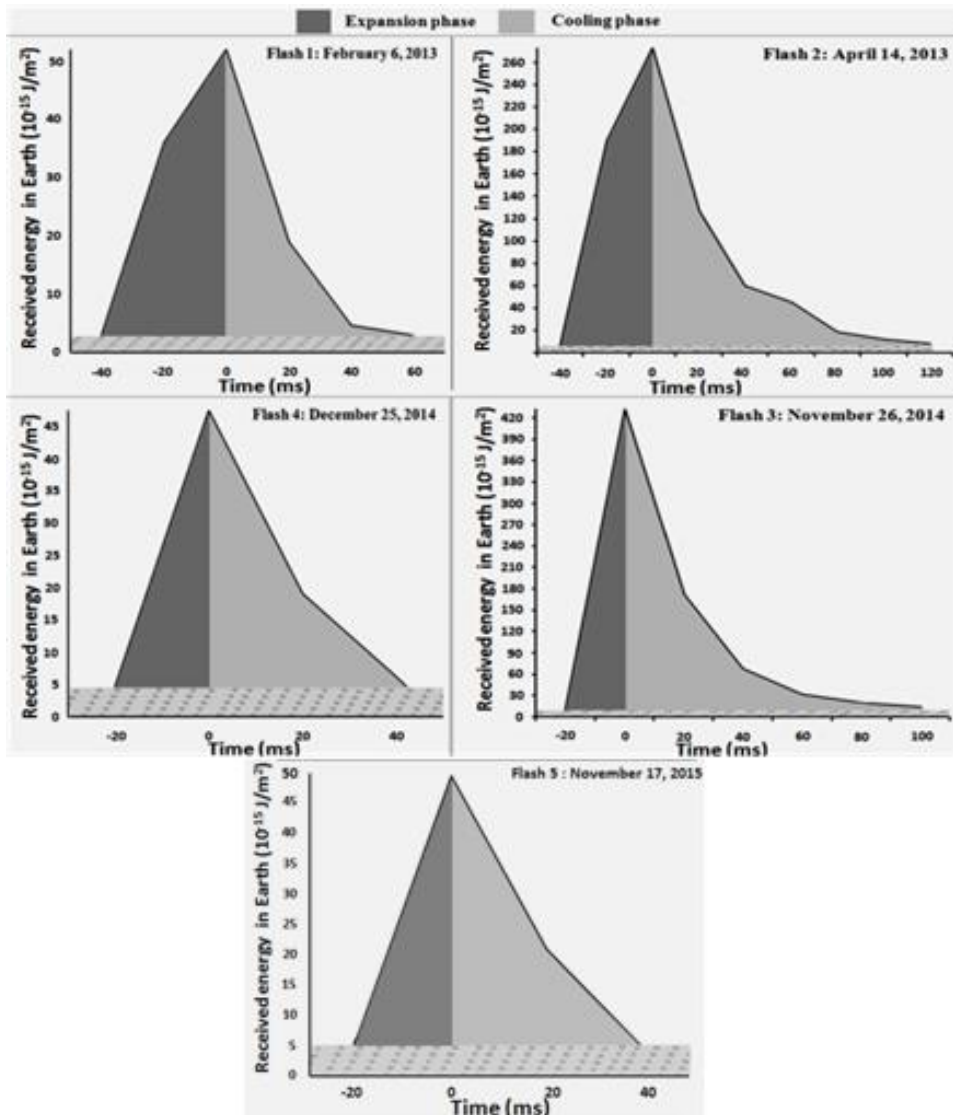 Expansion phase Cooling phase
Flash 1: February 6, 2013
Received energy in Earth (10⁻¹⁵ J/m²)
50
40
30
20
10
0
-40 -20 0 20 40 60
Time (ms)
Flash 2: April 14, 2013
Received energy in Earth (10⁻¹⁵ J/m²)
260
240
220
200
180
160
140
120
100
80
60
40
20
-40 -20 0 20 40 60 80 100 120
Time (ms)
Flash 4: December 25, 2014
Received energy in Earth (10⁻¹⁵ J/m²)
45
40
35
30
25
20
15
10
5
0
-20 0 20 40
Time (ms)
Flash 3: November 26, 2014
Received energy in Earth (10⁻¹⁵ J/m²)
420
390
360
330
300
270
240
210
180
150
120
90
60
30
0
-20 0 20 40 60 80 100
Time (ms)
Flash 5 : November 17, 2015
Received energy in Earth (10⁻¹⁵ J/m²)
50
45
40
35
30
25
20
15
10
5
0
-20 0 20 40
Time (ms)